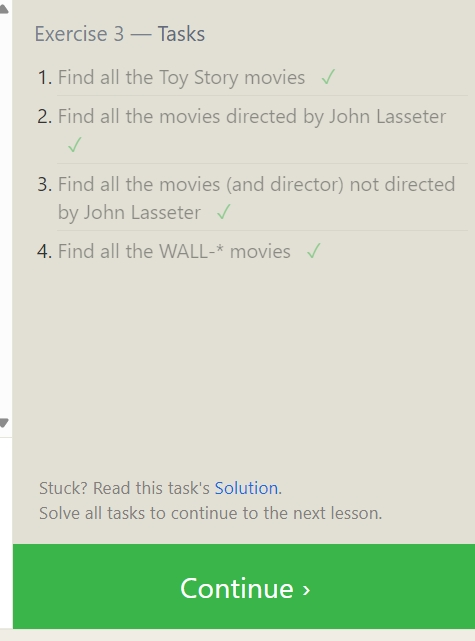 Exercise 3 — Tasks
1. Find all the Toy Story movies ✓
2. Find all the movies directed by John Lasseter
✓
3. Find all the movies (and director) not directed
by John Lasseter ✓
4. Find all the WALL-* movies ✓
Stuck? Read this task's Solution.
Solve all tasks to continue to the next lesson.
Continue ›